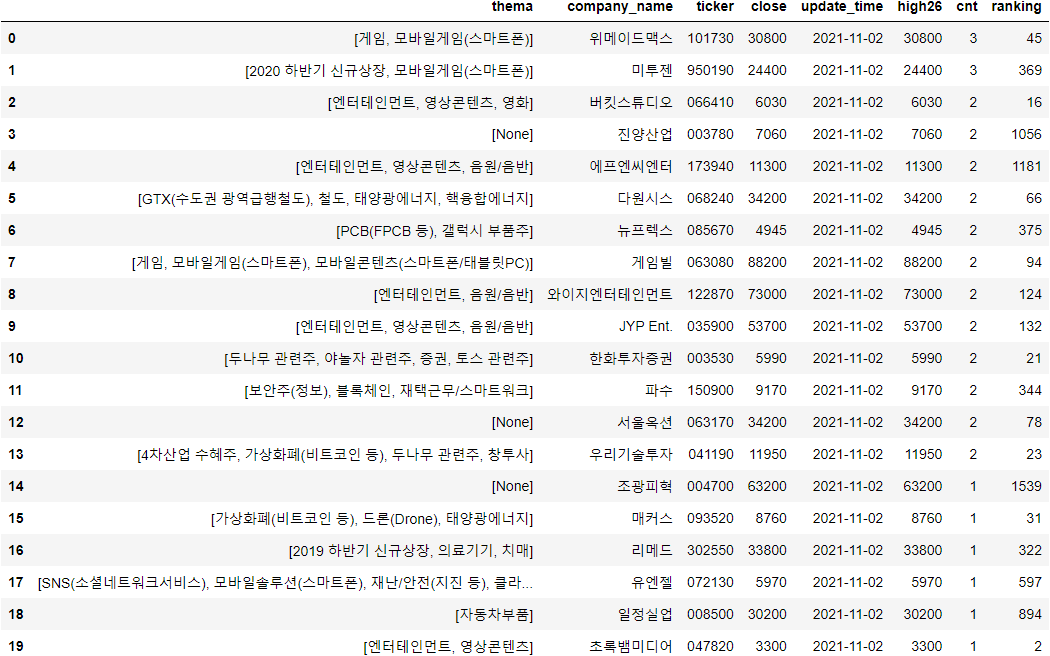 thema company_name ticker close update_time high26 cnt ranking
0 [게임, 모바일게임(스마트폰)] 위메이드맥스 101730 30800 2021-11-02 30800 3 45
1 [2020 하반기 신규상장, 모바일게임(스마트폰)] 미투젠 950190 24400 2021-11-02 24400 3 369
2 [엔터테인먼트, 영상콘텐츠, 영화] 버킷스튜디오 066410 6030 2021-11-02 6030 2 16
3 [None] 진양산업 003780 7060 2021-11-02 7060 2 1056
4 [엔터테인먼트, 영상콘텐츠, 음원/음반] 에프엔씨엔터 173940 11300 2021-11-02 11300 2 1181
5 [GTX(수도권 광역급행철도), 철도, 태양광에너지, 핵융합에너지] 다원시스 068240 34200 2021-11-02 34200 2 66
6 [PCB(FPCB 등), 갤럭시 부품주] 뉴프렉스 085670 4945 2021-11-02 4945 2 375
7 [게임, 모바일게임(스마트폰), 모바일콘텐츠(스마트폰/태블릿PC)] 게임빌 063080 88200 2021-11-02 88200 2 94
8 [엔터테인먼트, 음원/음반] 와이지엔터테인먼트 122870 73000 2021-11-02 73000 2 124
9 [엔터테인먼트, 영상콘텐츠, 음원/음반] JYP Ent. 035900 53700 2021-11-02 53700 2 132
10 [두나무 관련주, 야놀자 관련주, 증권, 토스 관련주] 한화투자증권 003530 5990 2021-11-02 5990 2 21
11 [보안주(정보), 블록체인, 재택근무/스마트워크] 파수 150900 9170 2021-11-02 9170 2 344
12 [None] 서울옥션 063170 34200 2021-11-02 34200 2 78
13 [4차산업 수혜주, 가상화폐(비트코인 등), 두나무 관련주, 창투사] 우리기술투자 041190 11950 2021-11-02 11950 2 23
14 [None] 조광피혁 004700 63200 2021-11-02 63200 1 1539
15 [가상화폐(비트코인 등), 드론(Drone), 태양광에너지] 매커스 093520 8760 2021-11-02 8760 1 31
16 [2019 하반기 신규상장, 의료기기, 치매] 리메드 302550 33800 2021-11-02 33800 1 322
17 [SNS(소셜네트워크서비스), 모바일솔루션(스마트폰), 재난/안전(지진 등), 클라... 유엔젤 072130 5970 2021-11-02 5970 1 597
18 [자동차부품] 일정실업 008500 30200 2021-11-02 30200 1 894
19 [엔터테인먼트, 영상콘텐츠] 초록뱀미디어 047820 3300 2021-11-02 3300 1 2